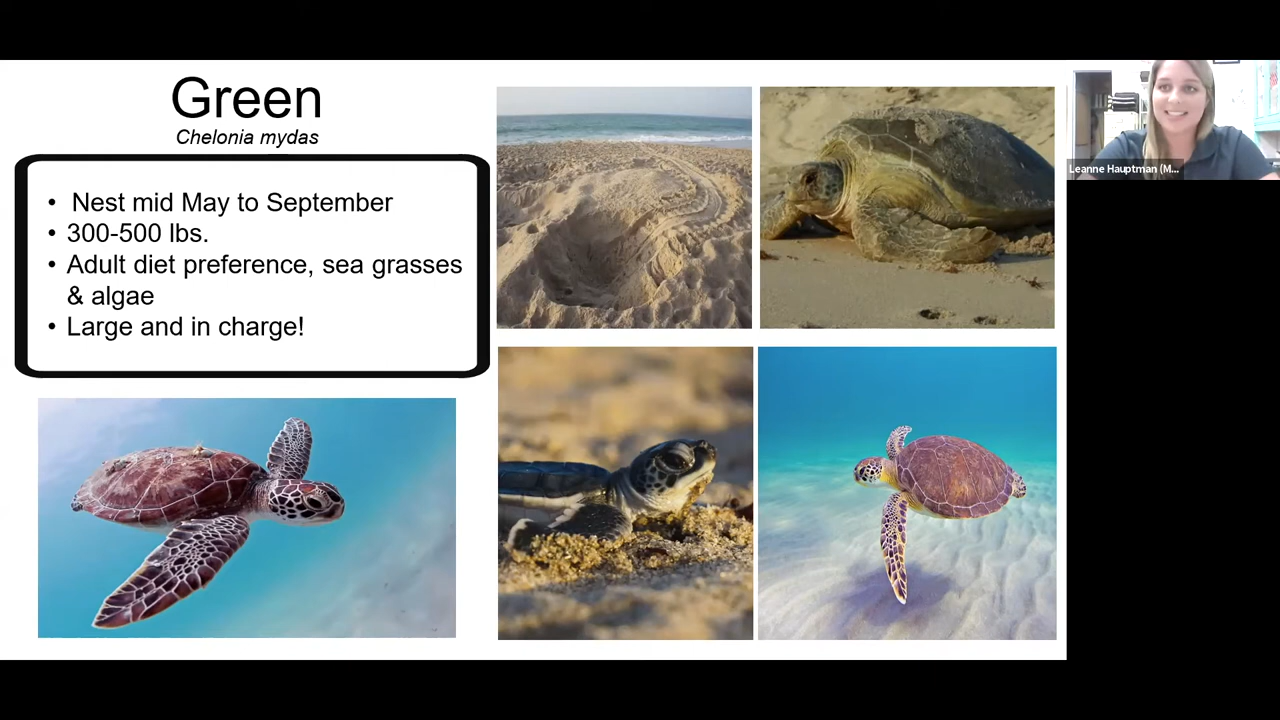 Green
Chelonia mydas
• Nest mid May to September
• 300-500 lbs.
• Adult diet preference, sea grasses
& algae
• Large and in charge!
Leanne Hauptman (M...